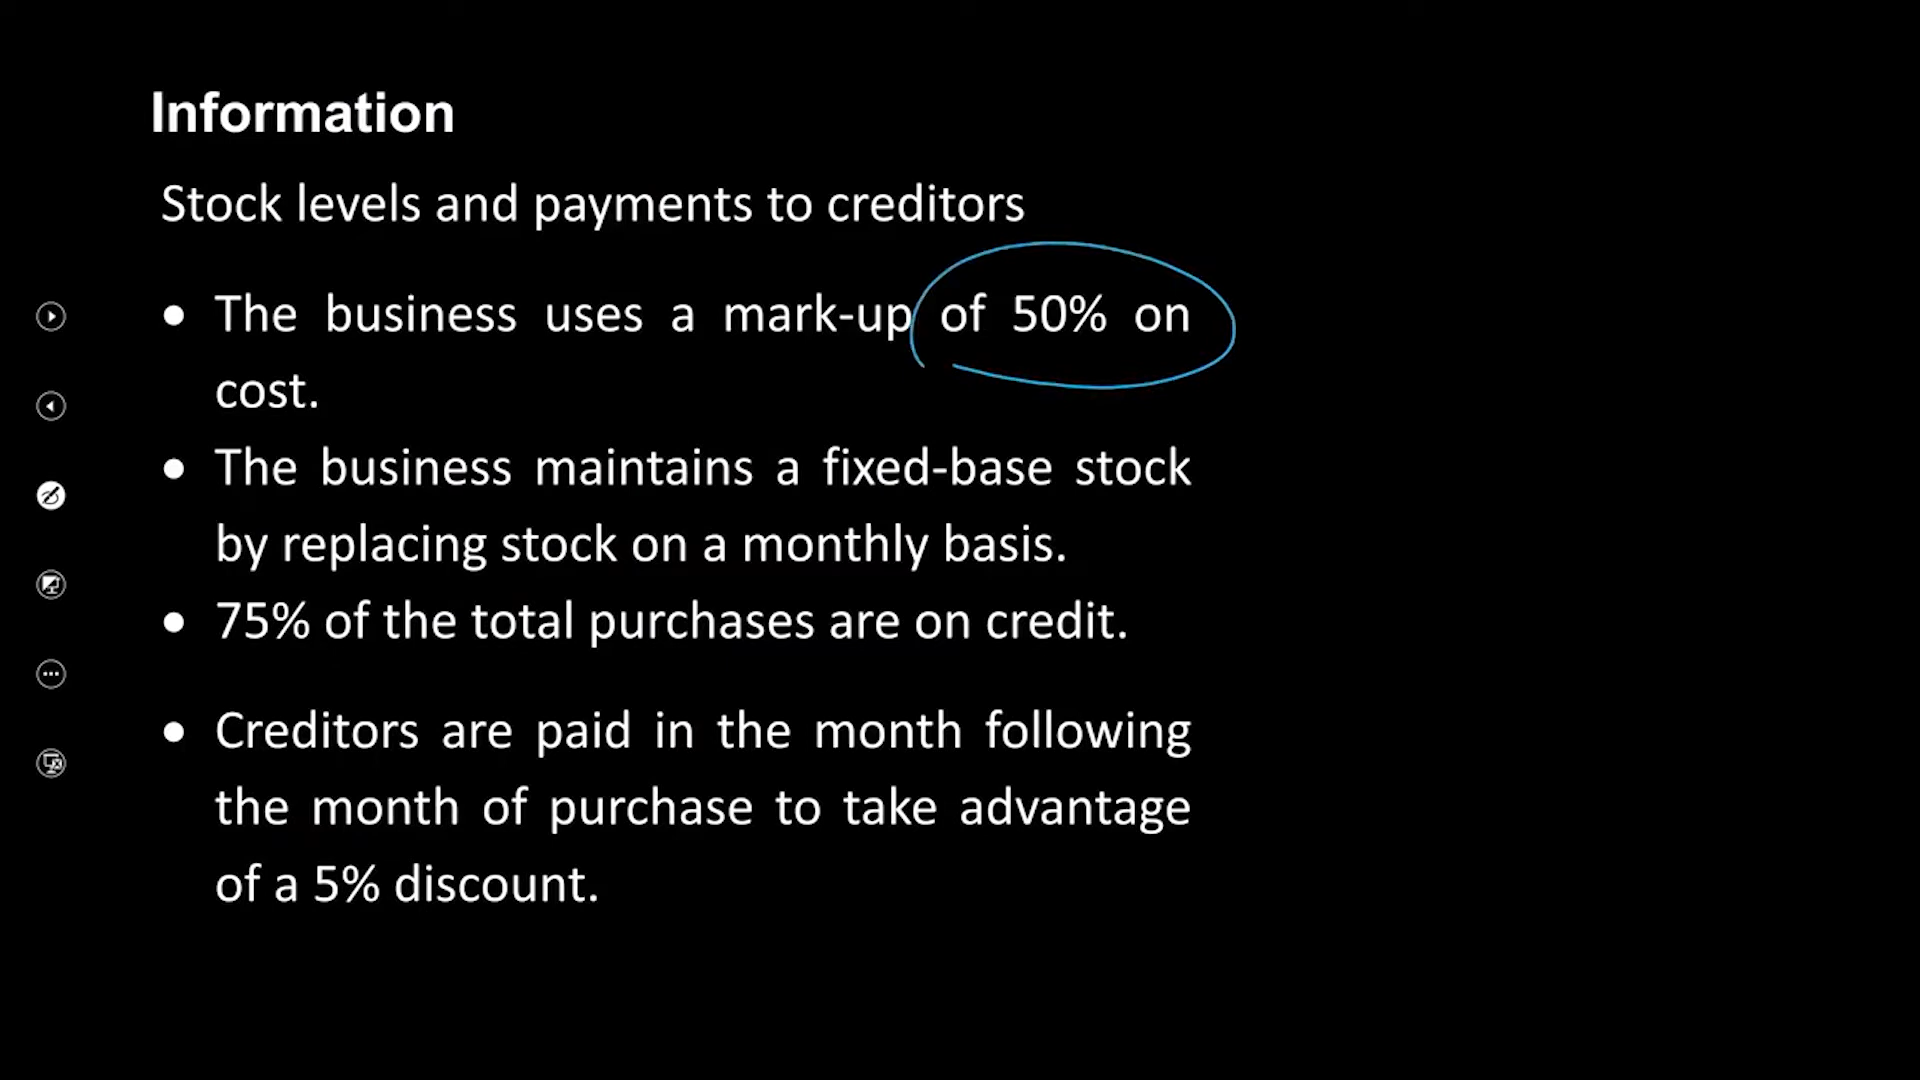 Information
Stock levels and payments to creditors
• The business uses a mark-up of 50% on
cost.
• The business maintains a fixed-base stock
by replacing stock on a monthly basis.
• 75% of the total purchases are on credit.
• Creditors are paid in the month following
the month of purchase to take advantage
of a 5% discount.